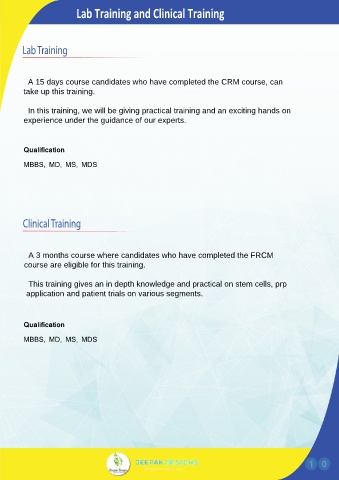 Lab Training and Clinical Training
Lab Training
A 15 days course candidates who have completed the CRM course, can
take up this training.
In this training, we will be giving practical training and an exciting hands on
experience under the guidance of our experts.
Qualification
MBBS, MD, MS, MDS
Clinical Training
A 3 months course where candidates who have completed the FRCM
course are eligible for this training.
This training gives an in depth knowledge and practical on stem cells, prp
application and patient trials on various segments.
Qualification
MBBS, MD, MS, MDS
DEEPAM DESIGNS
1 0